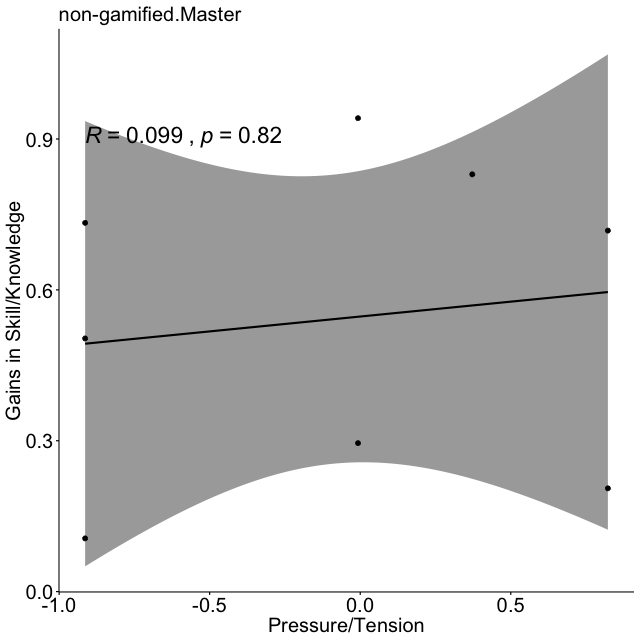 non-gamified.Master
R = 0.099 , p = 0.82
Gains in Skill/Knowledge
0.9
0.6
0.3
0.0
-1.0 -0.5 0.0 0.5
Pressure/Tension